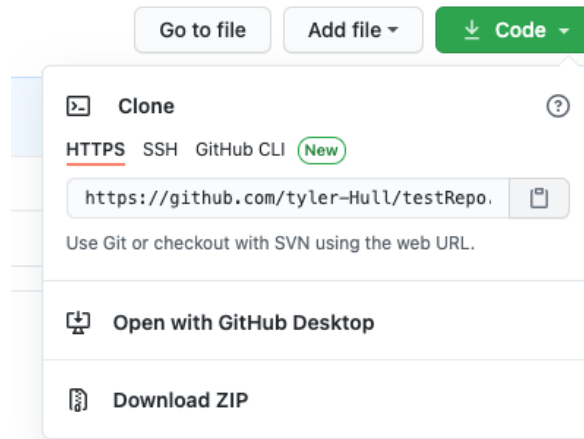 Go to file Add file Code
Clone
HTTPS SSH GitHub CLI New
https://github.com/tyler-Hull/testRepo.
Use Git or checkout with SVN using the web URL.
Open with GitHub Desktop
Download ZIP